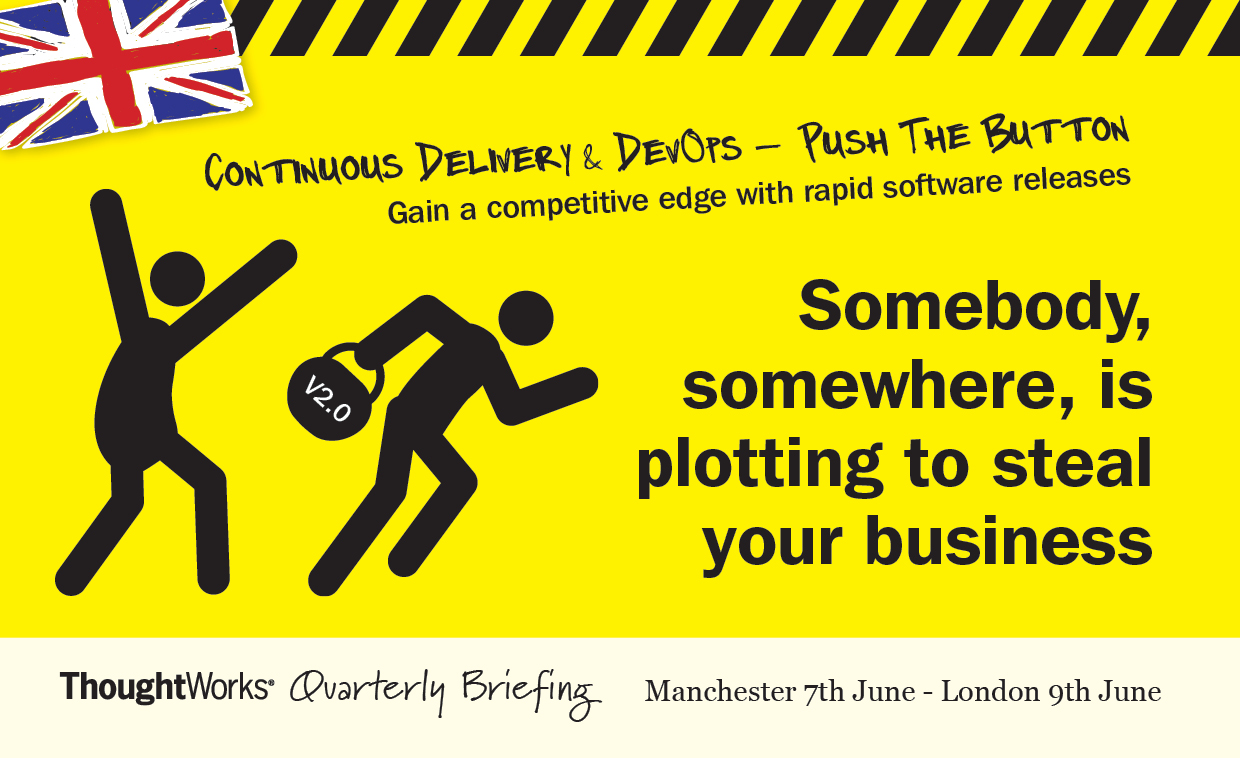 Continuous Delivery & DevOps – Push The Button
Gain a competitive edge with rapid software releases
Somebody,
somewhere, is
plotting to steal
your business
V2.0
ThoughtWorks® Quarterly Briefing
Manchester 7th June - London 9th June